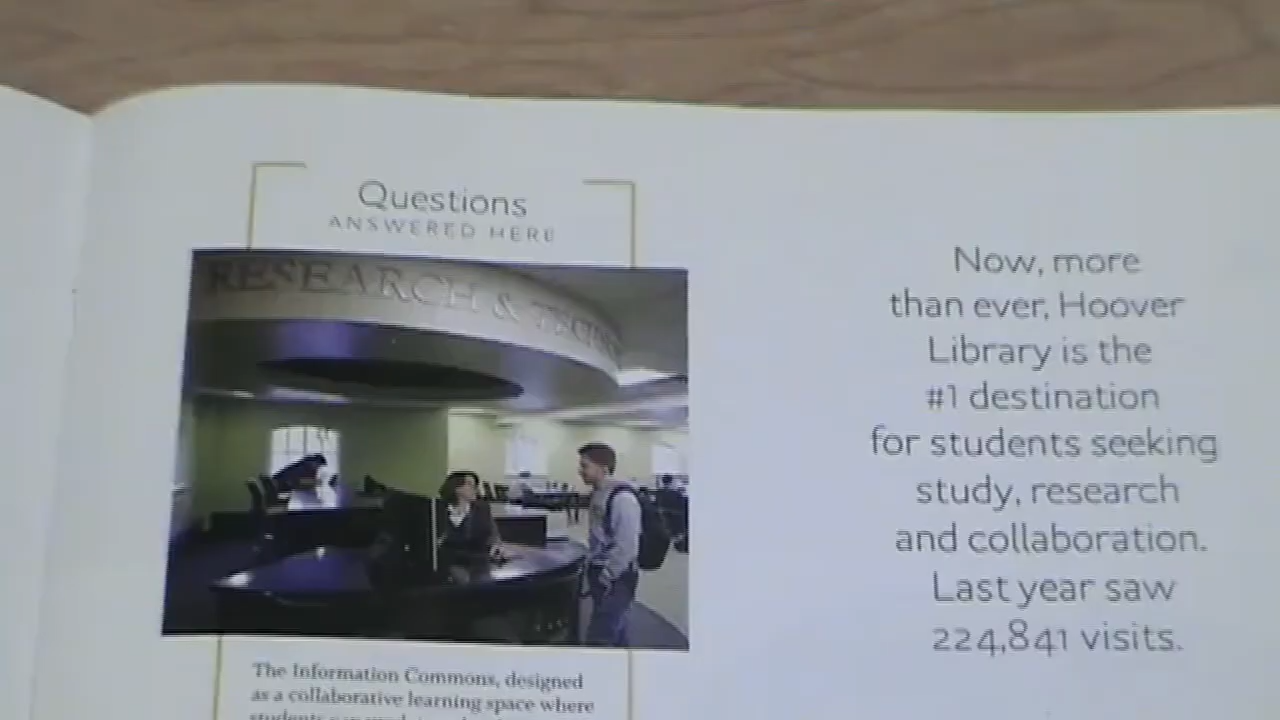 Questions
ANSWERED HERE
RESEARCH &
The Information Commons, designed
as a collaborative learning space where
students
Now, more
than ever, Hoover
Library is the
#1 destination
for students seeking
study, research
and collaboration.
Last year saw
224,841 visits.